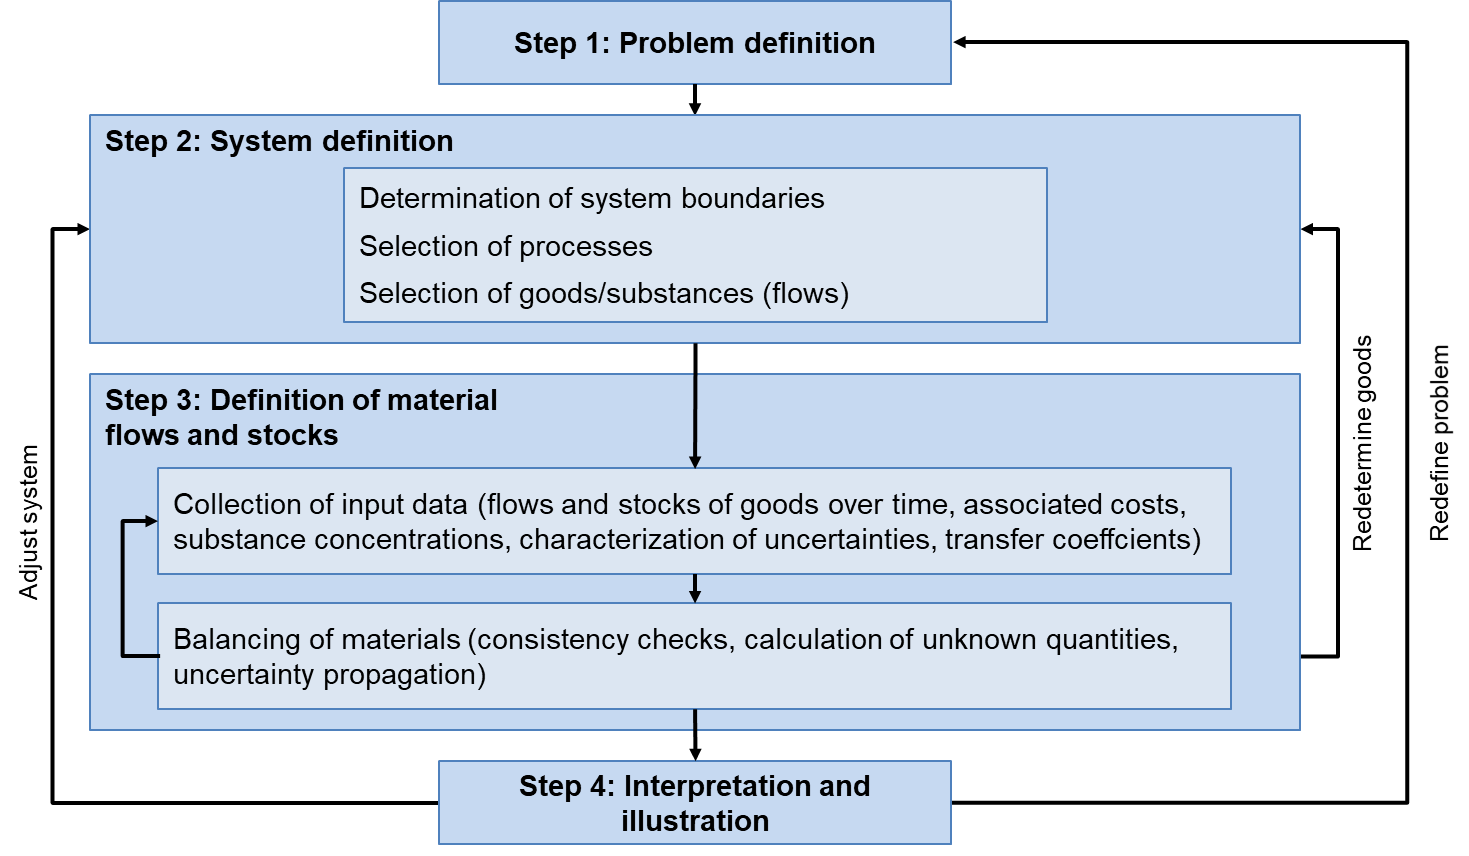 Step 1: Problem definition
Step 2: System definition
Determination of system boundaries
Selection of processes
Selection of goods/substances (flows)
Step 3: Definition of material
flows and stocks
Collection of input data (flows and stocks of goods over time, associated costs,
substance concentrations, characterization of uncertainties, transfer coeffcients)
Balancing of materials (consistency checks, calculation of unknown quantities,
uncertainty propagation)
Step 4: Interpretation and
illustration
Adjust system
Redetermine goods
Redefine problem